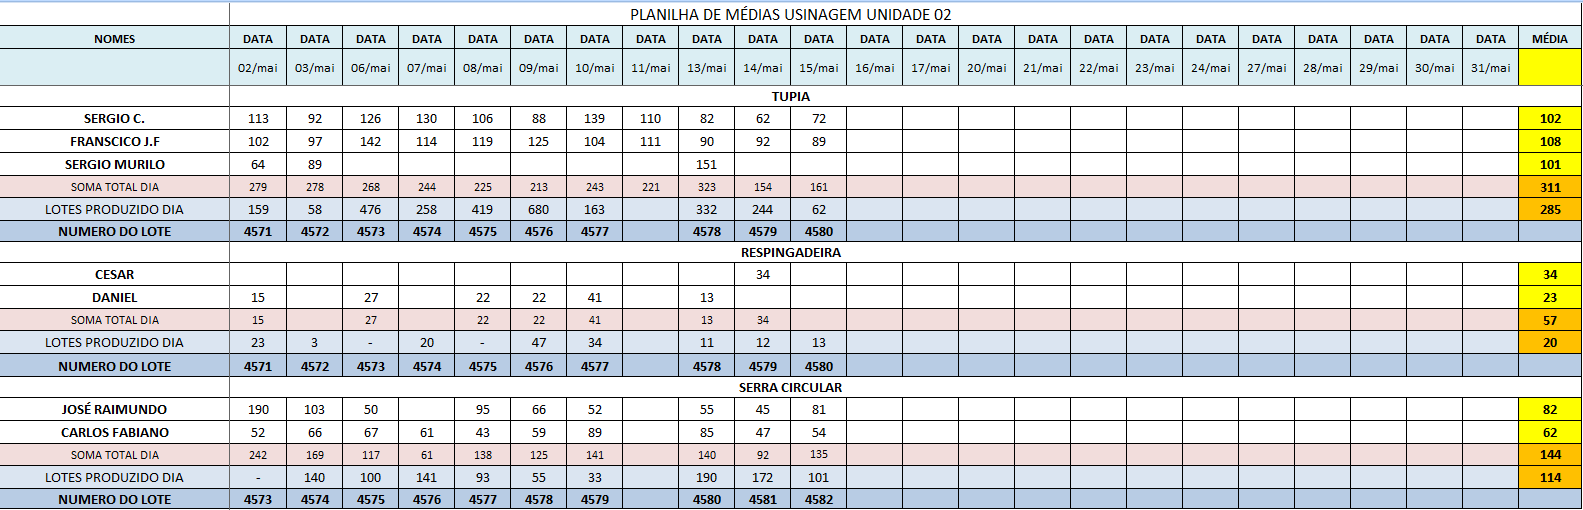 PLANILHA DE MÉDIAS USINAGEM UNIDADE 02
NOMES DATA DATA DATA DATA DATA DATA DATA DATA DATA DATA DATA DATA DATA DATA DATA DATA DATA DATA DATA DATA DATA DATA DATA MÉDIA
02/mai 03/mai 06/mai 07/mai 08/mai 09/mai 10/mai 11/mai 13/mai 14/mai 15/mai 16/mai 17/mai 20/mai 21/mai 22/mai 23/mai 24/mai 27/mai 28/mai 29/mai 30/mai 31/mai
TUPIA
SERGIO C. 113 92 126 130 106 88 139 110 82 62 72 102
FRANSCICO J.F 102 97 142 114 119 125 104 111 90 92 89 108
SERGIO MURILO 64 89 151 101
SOMA TOTAL DIA 279 278 268 244 225 213 243 221 323 154 161 311
LOTES PRODUZIDO DIA 159 58 476 258 419 680 163 332 244 62 285
NUMERO DO LOTE 4571 4572 4573 4574 4575 4576 4577 4578 4579 4580
RESPINGADEIRA
CESAR 34 34
DANIEL 15 27 22 22 41 13 23
SOMA TOTAL DIA 15 27 22 22 41 13 34 57
LOTES PRODUZIDO DIA 23 3 - 20 - 47 34 11 12 13 20
NUMERO DO LOTE 4571 4572 4573 4574 4575 4576 4577 4578 4579 4580
SERRA CIRCULAR
JOSÉ RAIMUNDO 190 103 50 95 66 52 55 45 81 82
CARLOS FABIANO 52 66 67 61 43 59 89 85 47 54 62
SOMA TOTAL DIA 242 169 117 61 138 125 141 140 92 135 144
LOTES PRODUZIDO DIA - 140 100 141 93 55 33 190 172 101 114
NUMERO DO LOTE 4573 4574 4575 4576 4577 4578 4579 4580 4581 4582